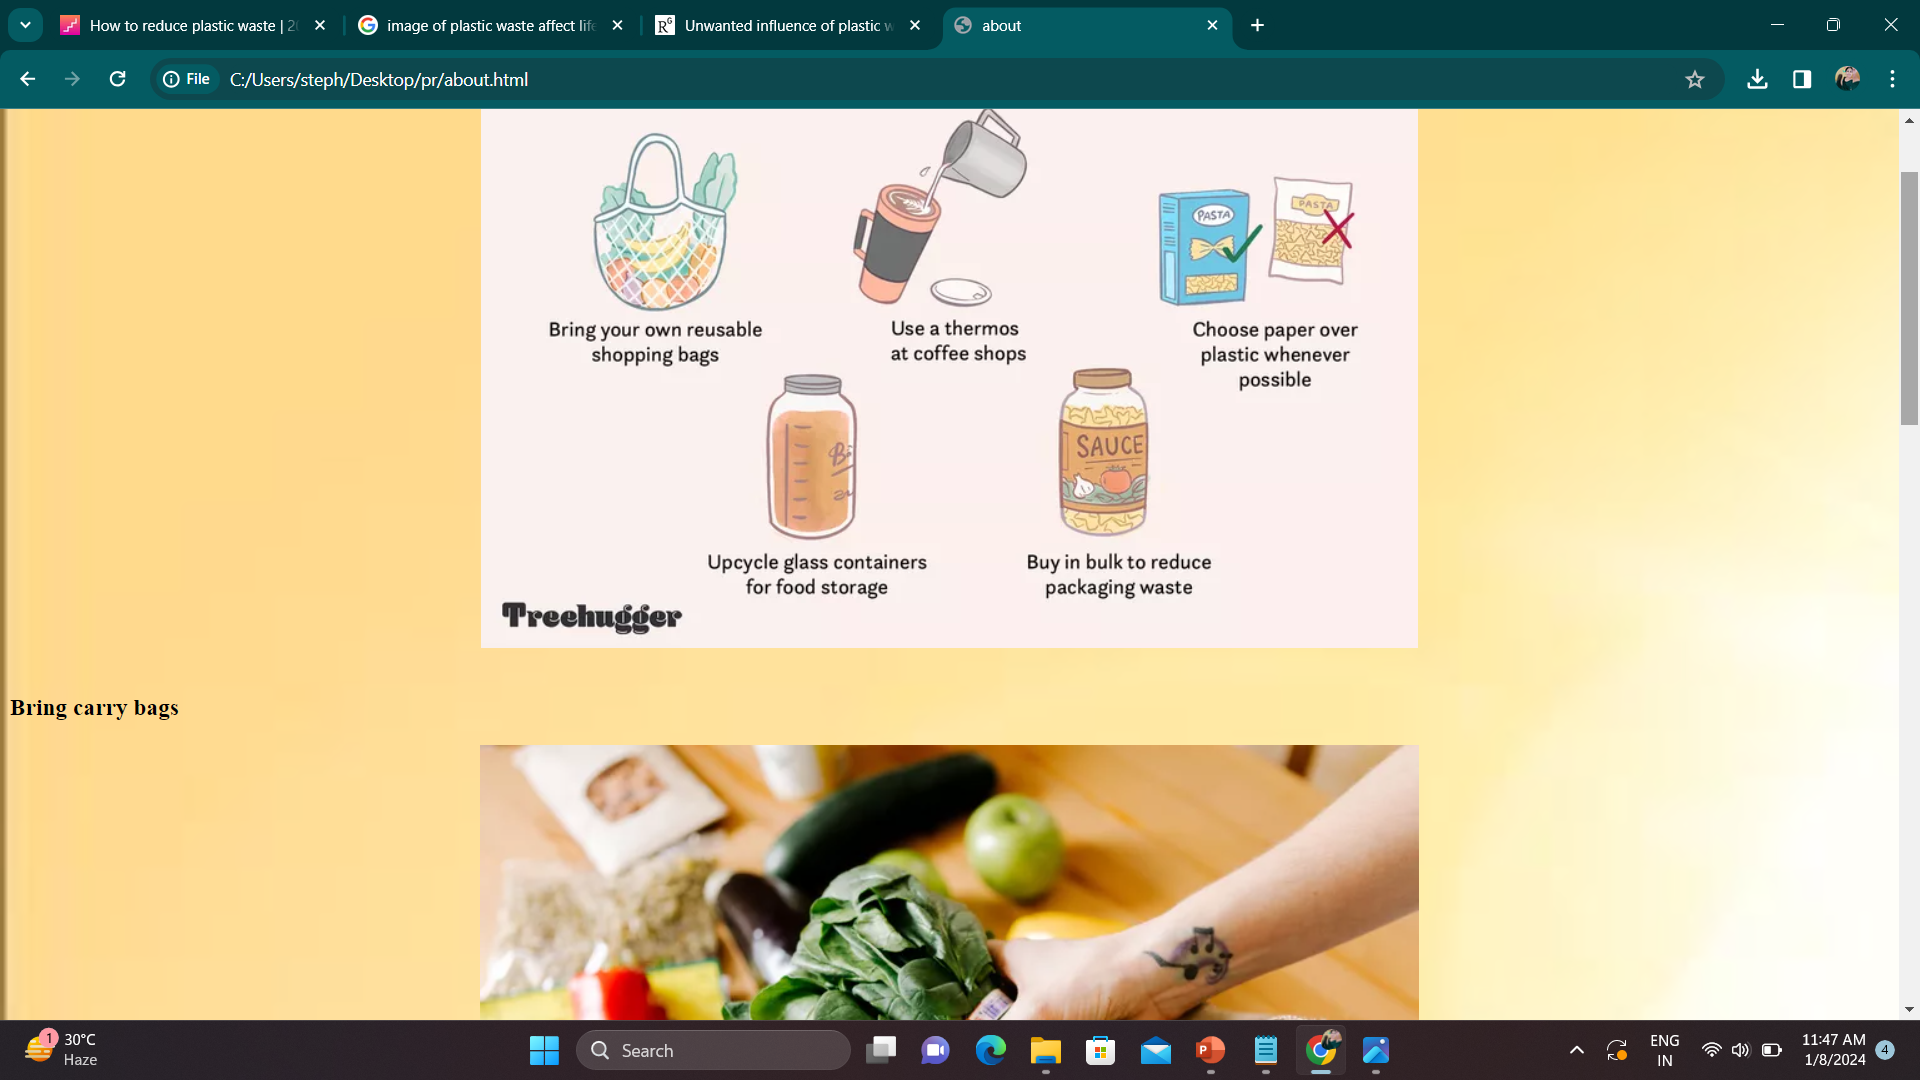 How to reduce plastic waste | 20
image of plastic waste affect life
Unwanted influence of plastic w
about
File
C:/Users/steph/Desktop/pr/about.html
PASTA
PASTA
Bring your own reusable
shopping bags
Use a thermos
at coffee shops
Choose paper over
plastic whenever
possible
SAUCE
Upcycle glass containers
for food storage
Buy in bulk to reduce
packaging waste
Treehugger
Bring carry bags
1
30°C
Haze
Search
ENG
IN
11:47 AM
1/8/2024
4